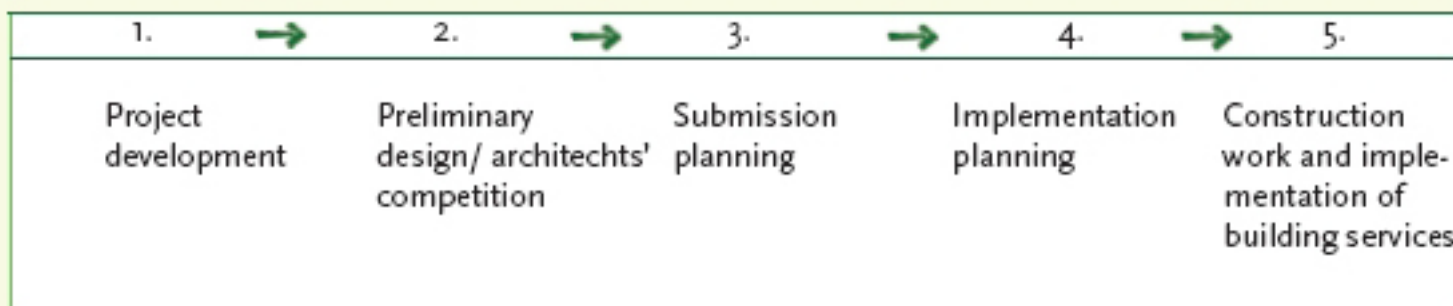 1. → 2. → 3. → 4. → 5.
Project
development
Preliminary
design/ architechts'
competition
Submission
planning
Implementation
planning
Construction
work and imple-
mentation of
building services